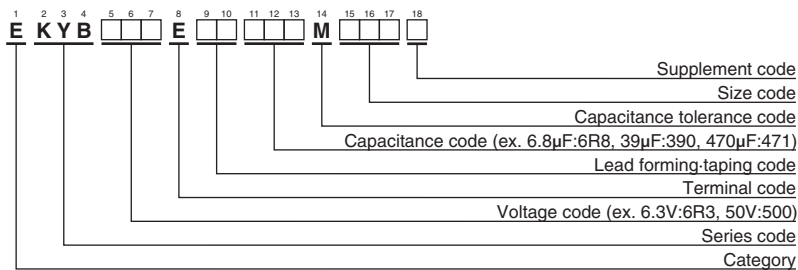 1 2 3 4 5 6 7 8 9 10 11 12 13 14 15 16 17 18
E KYB E M
Supplement code
Size code
Capacitance tolerance code
Capacitance code (ex. 6.8μF:6R8, 39μF:390, 470μF:471)
Lead forming·taping code
Terminal code
Voltage code (ex. 6.3V:6R3, 50V:500)
Series code
Category